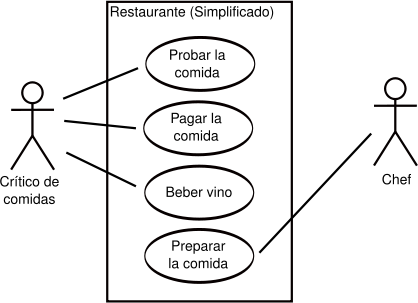 Restaurante (Simplificado)
Probar la
comida
Pagar la
comida
Beber vino
Preparar
la comida
Crítico de
comidas
Chef